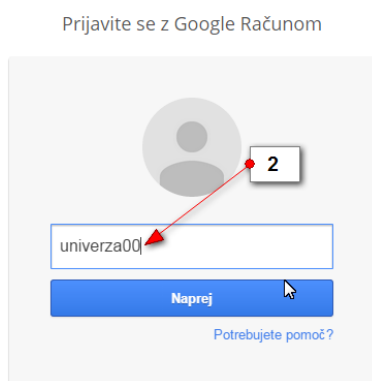 Prijavite se z Google Računom
2
univerza00
Naprej
Potrebujete pomoč?